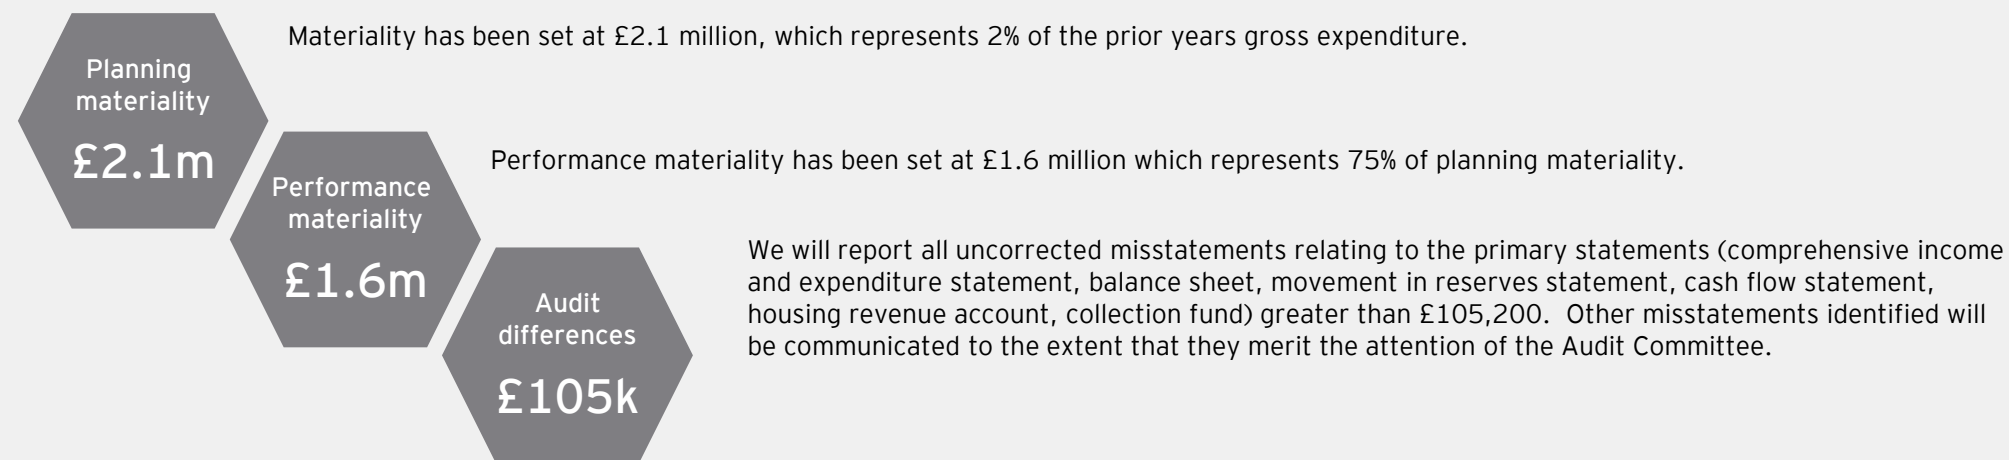 Materiality has been set at £2.1 million, which represents 2% of the prior years gross expenditure.
Planning
materiality
£2.1m
Performance materiality has been set at £1.6 million which represents 75% of planning materiality.
Performance
materiality
£1.6m
We will report all uncorrected misstatements relating to the primary statements (comprehensive income
and expenditure statement, balance sheet, movement in reserves statement, cash flow statement,
housing revenue account, collection fund) greater than £105,200.  Other misstatements identified will
be communicated to the extent that they merit the attention of the Audit Committee.
Audit
differences
£105k